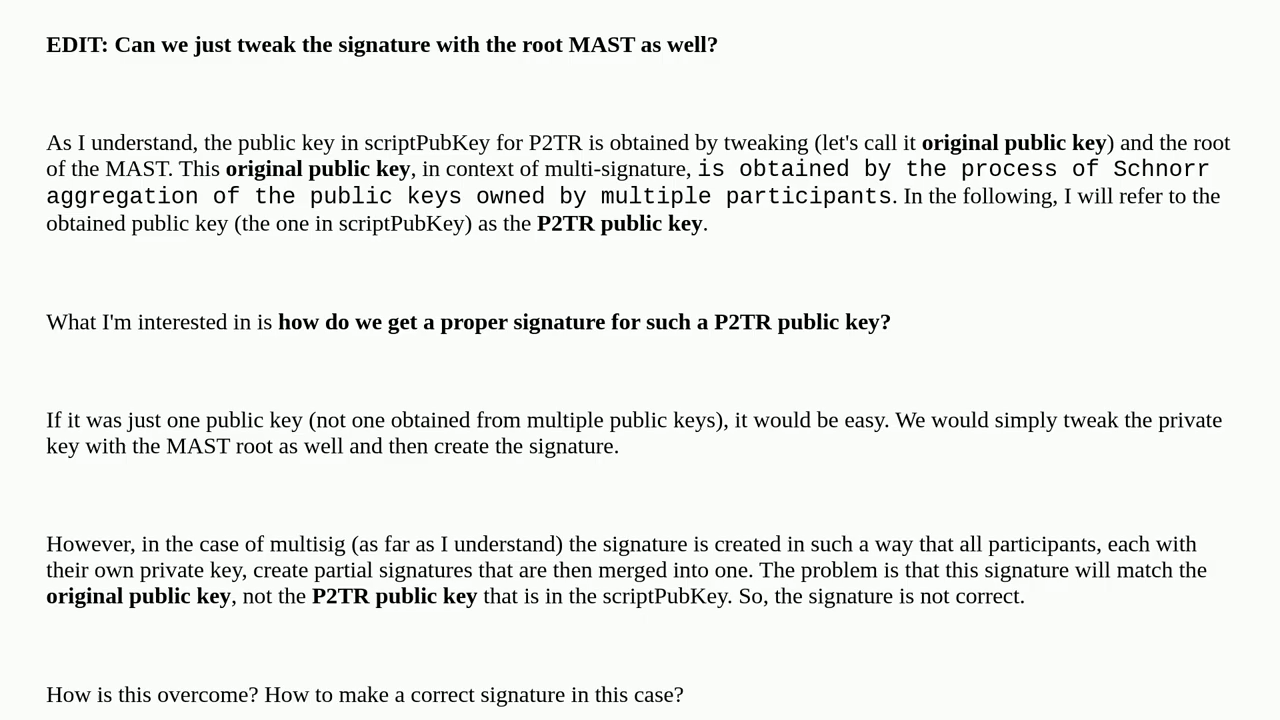 EDIT: Can we just tweak the signature with the root MAST as well?
As I understand, the public key in scriptPubKey for P2TR is obtained by tweaking (let's call it original public key) and the root
of the MAST. This original public key, in context of multi-signature, is obtained by the process of Schnorr
aggregation of the public keys owned by multiple participants. In the following, I will refer to the
obtained public key (the one in scriptPubKey) as the P2TR public key.
What I'm interested in is how do we get a proper signature for such a P2TR public key?
If it was just one public key (not one obtained from multiple public keys), it would be easy. We would simply tweak the private
key with the MAST root as well and then create the signature.
However, in the case of multisig (as far as I understand) the signature is created in such a way that all participants, each with
their own private key, create partial signatures that are then merged into one. The problem is that this signature will match the
original public key, not the P2TR public key that is in the scriptPubKey. So, the signature is not correct.
How is this overcome? How to make a correct signature in this case?